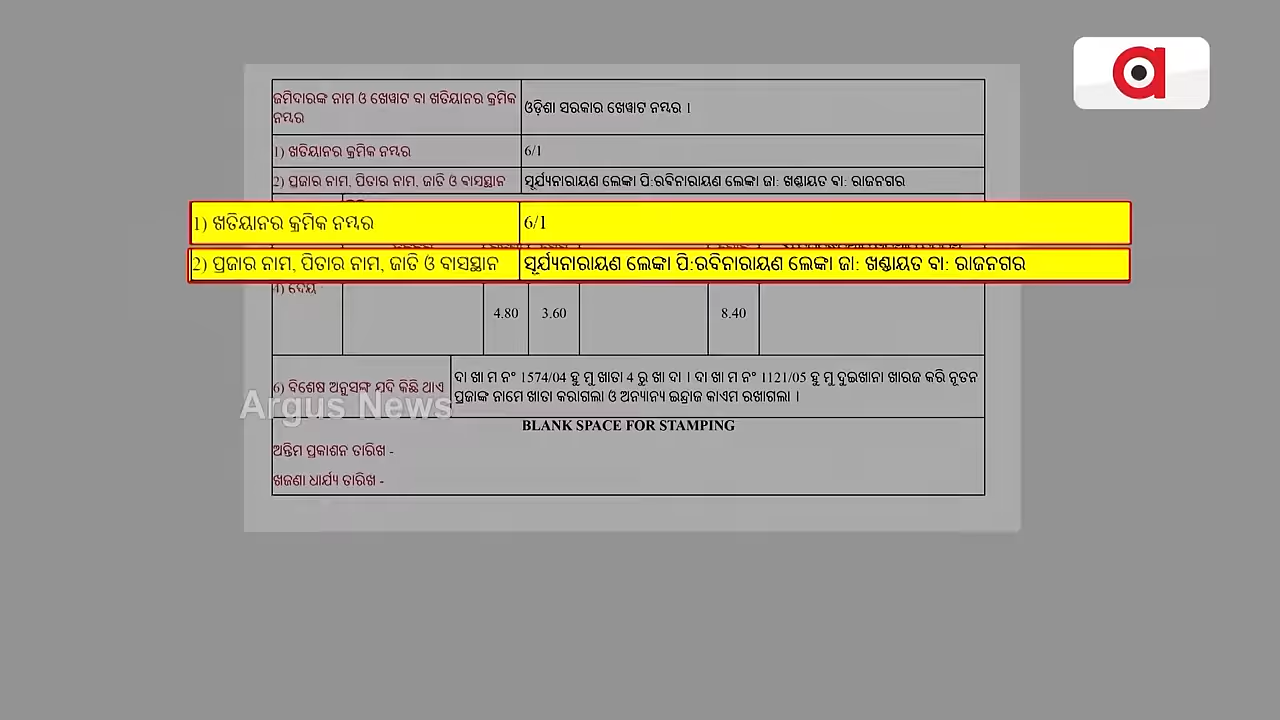 ଜମିଦାରଙ୍କ ନାମ ଓ ଖେୱାଟ ବା ଖତିୟାନର କ୍ରମିକ ନମ୍ୱର
ଓଡ଼ିଶା ସରକାର ଖେୱାଟ ନମ୍ୱର ।
1) ଖତିୟାନର କ୍ରମିକ ନମ୍ୱର 6/1
2) ପ୍ରଜାର ନାମ, ପିତାର ନାମ, ଜାତି ଓ ବାସସ୍ଥାନ ସୂର୍ଯ୍ୟନାରାୟଣ ଲେଙ୍କା ପି:ରବିନାରାୟଣ ଲେଙ୍କା ଜା: ଖଣ୍ଡାୟତ ବା: ରାଜନଗର
1) ଖତିୟାନର କ୍ରମିକ ନମ୍ୱର 6/1
2) ପ୍ରଜାର ନାମ, ପିତାର ନାମ, ଜାତି ଓ ବାସସ୍ଥାନ ସୂର୍ଯ୍ୟନାରାୟଣ ଲେଙ୍କା ପି:ରବିନାରାୟଣ ଲେଙ୍କା ଜା: ଖଣ୍ଡାୟତ ବା: ରାଜନଗର
4) ଦେୟ
4.80 3.60 8.40
6) ବିଶେଷ ଅନୁସଙ୍ଗ ଯଦି କିଛି ଥାଏ
ଦା ଖା ମ ନଂ 1574/04 ହୁ ମୁ ଖାତା 4 ରୁ ଖା ଦା । ଦା ଖା ମ ନଂ 1121/05 ହୁ ମୁ ଦୁଇଖାନା ଖାରଜ କରି ନୂତନ
ପ୍ରଜାଙ୍କ ନାମେ ଖାତା କରାଗଲା ଓ ଅନ୍ୟାନ୍ୟ ଇନ୍ଦ୍ରାଜ କାଏମ ରଖାଗଲା ।
Argus News
BLANK SPACE FOR STAMPING
ଅନ୍ତିମ ପ୍ରକାଶନ ତାରିଖ -
ଖଜଣା ଧାର୍ଯ୍ୟ ତାରିଖ -